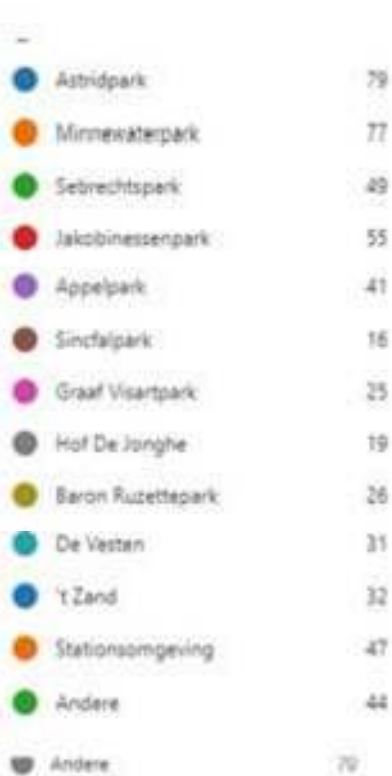 Astridpark 79
Minnewaterpark 77
Sebrechtspark 49
Jakobinessenpark 55
Appelpark 41
Sincfalpark 16
Graaf Visartpark 25
Hof De Jonghe 19
Baron Ruzettepark 26
De Vesten 31
't Zand 32
Stationsomgeving 47
Andere 44
Andere